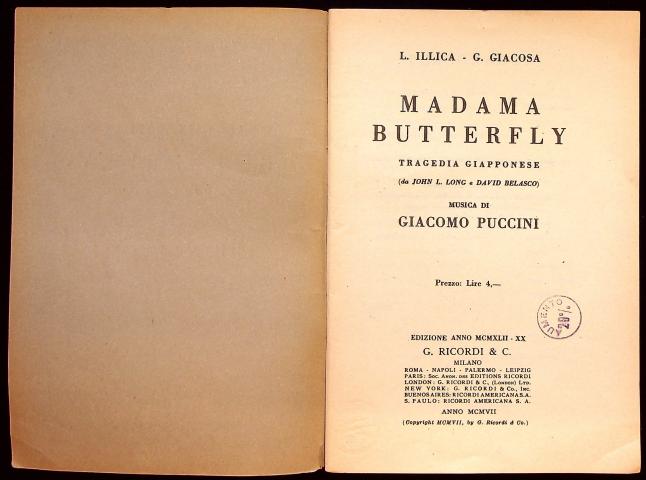 L. ILLICA - G. GIACOSA
MADAMA
BUTTERFLY
TRAGEDIA GIAPPONESE
(da JOHN L. LONG e DAVID BELASCO)
MUSICA DI
GIACOMO PUCCINI
Prezzo: Lire 4,—
AUMENTO
20%
EDIZIONE ANNO MCMXLII - XX
G. RICORDI & C.
MILANO
ROMA - NAPOLI - PALERMO - LEIPZIG
PARIS: Soc. Anon. des EDITIONS RICORDI
LONDON: G. RICORDI & C., (London) Ltd.
NEW YORK: G. RICORDI & Co., Inc.
BUENOS AIRES: RICORDI AMERICANA S.A.
S. PAULO: RICORDI AMERICANA S. A.
ANNO MCMVII
(Copyright MCMVII, by G. Ricordi & Co.)